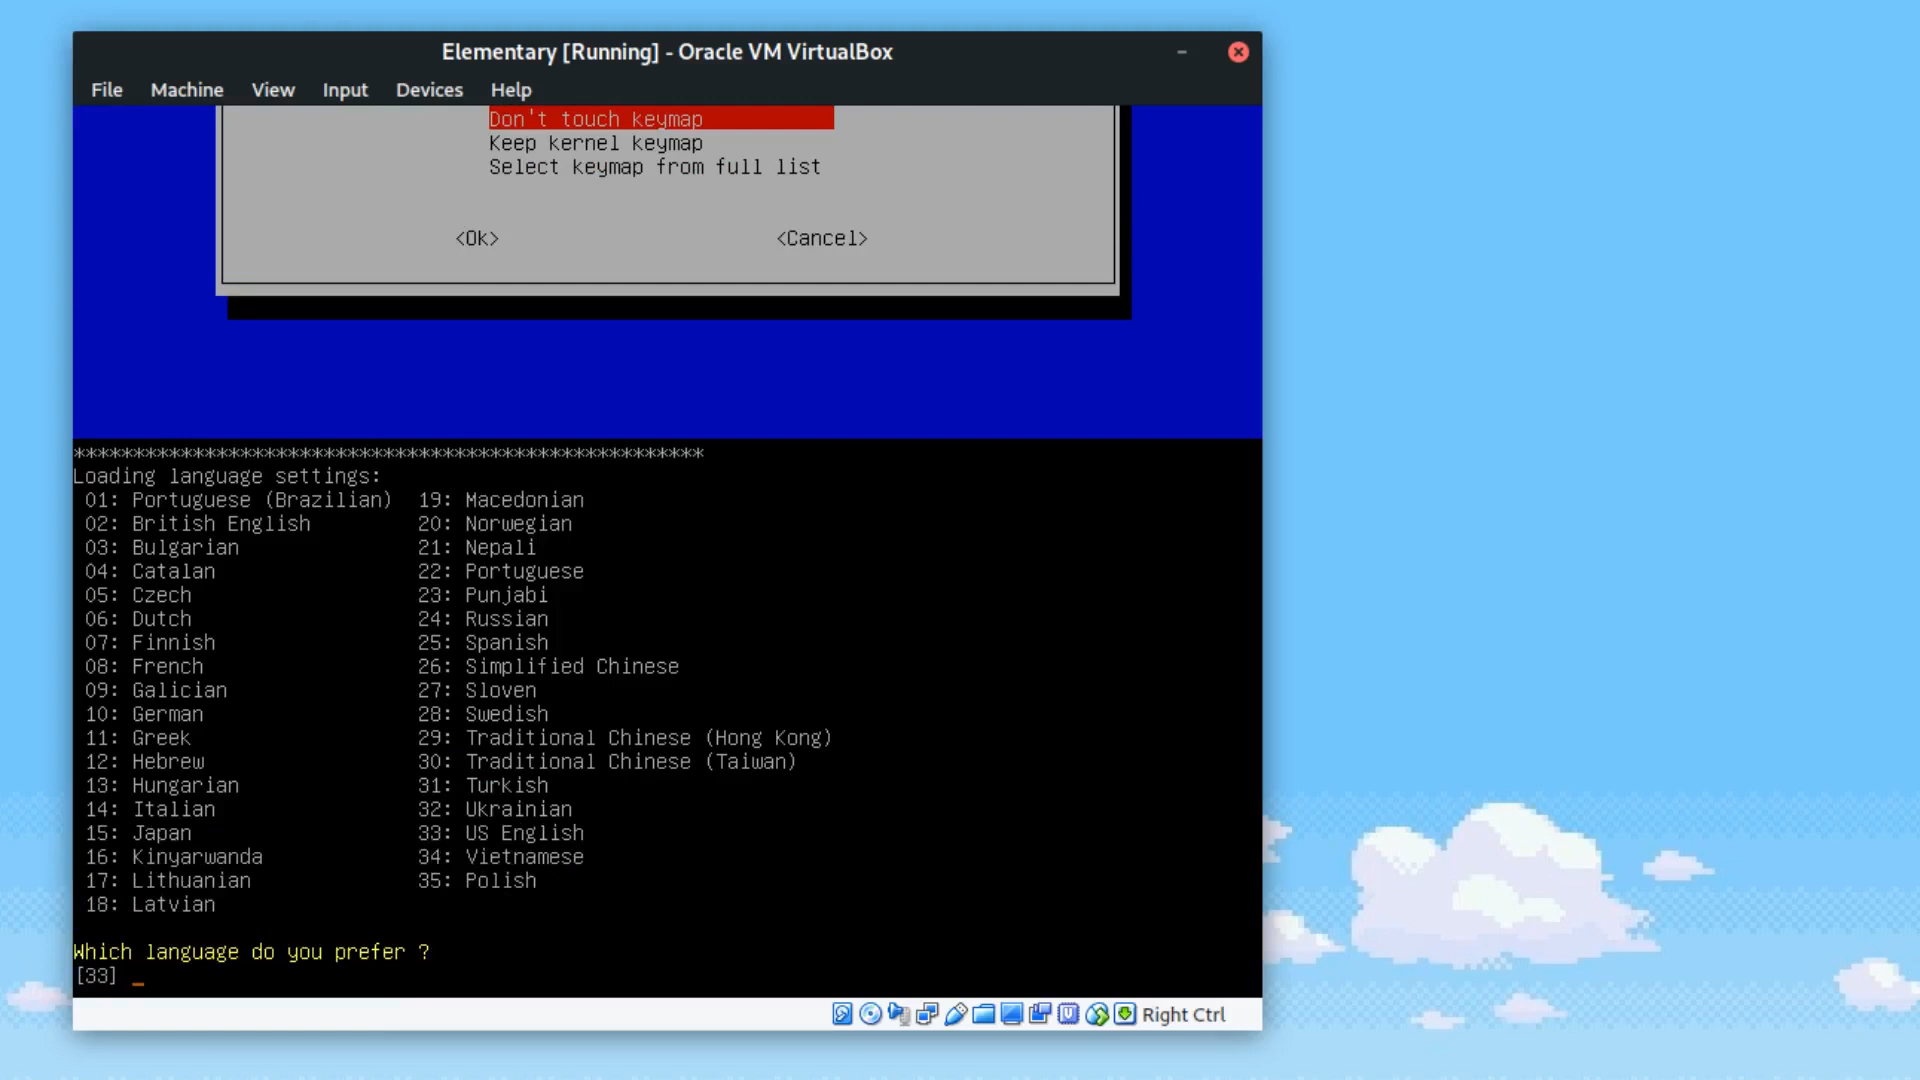 Elementary [Running] - Oracle VM VirtualBox
File Machine View Input Devices Help
Don't touch keymap
Keep kernel keymap
Select keymap from full list
<Ok> <Cancel>
*****************************************************
Loading language settings:
01: Portuguese (Brazilian) 19: Macedonian
02: British English 20: Norwegian
03: Bulgarian 21: Nepali
04: Catalan 22: Portuguese
05: Czech 23: Punjabi
06: Dutch 24: Russian
07: Finnish 25: Spanish
08: French 26: Simplified Chinese
09: Galician 27: Sloven
10: German 28: Swedish
11: Greek 29: Traditional Chinese (Hong Kong)
12: Hebrew 30: Traditional Chinese (Taiwan)
13: Hungarian 31: Turkish
14: Italian 32: Ukrainian
15: Japan 33: US English
16: Kinyarwanda 34: Vietnamese
17: Lithuanian 35: Polish
18: Latvian
Which language do you prefer ?
[33] _
Right Ctrl